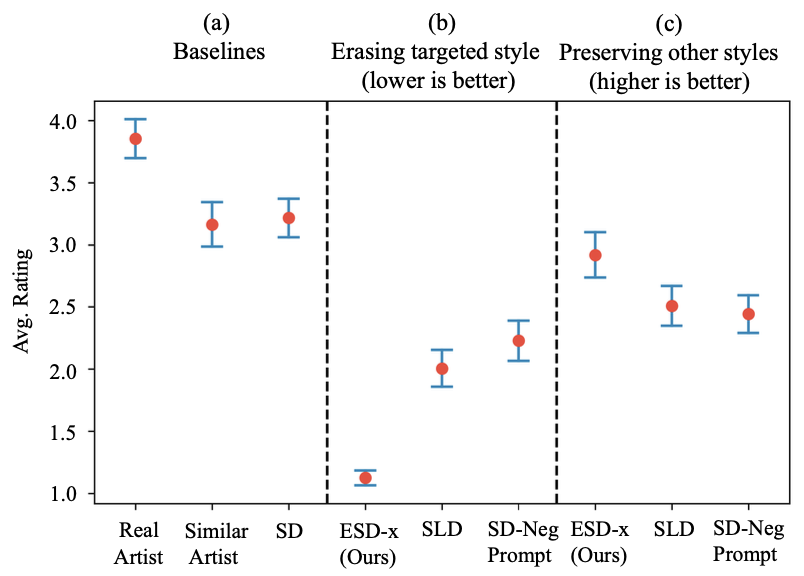 (a)
Baselines
(b)
Erasing targeted style
(lower is better)
(c)
Preserving other styles
(higher is better)
Avg. Rating
4.0
3.5
3.0
2.5
2.0
1.5
1.0
Real
Artist
Similar
Artist
SD
ESD-x
(Ours)
SLD
SD-Neg
Prompt
ESD-x
(Ours)
SLD
SD-Neg
Prompt